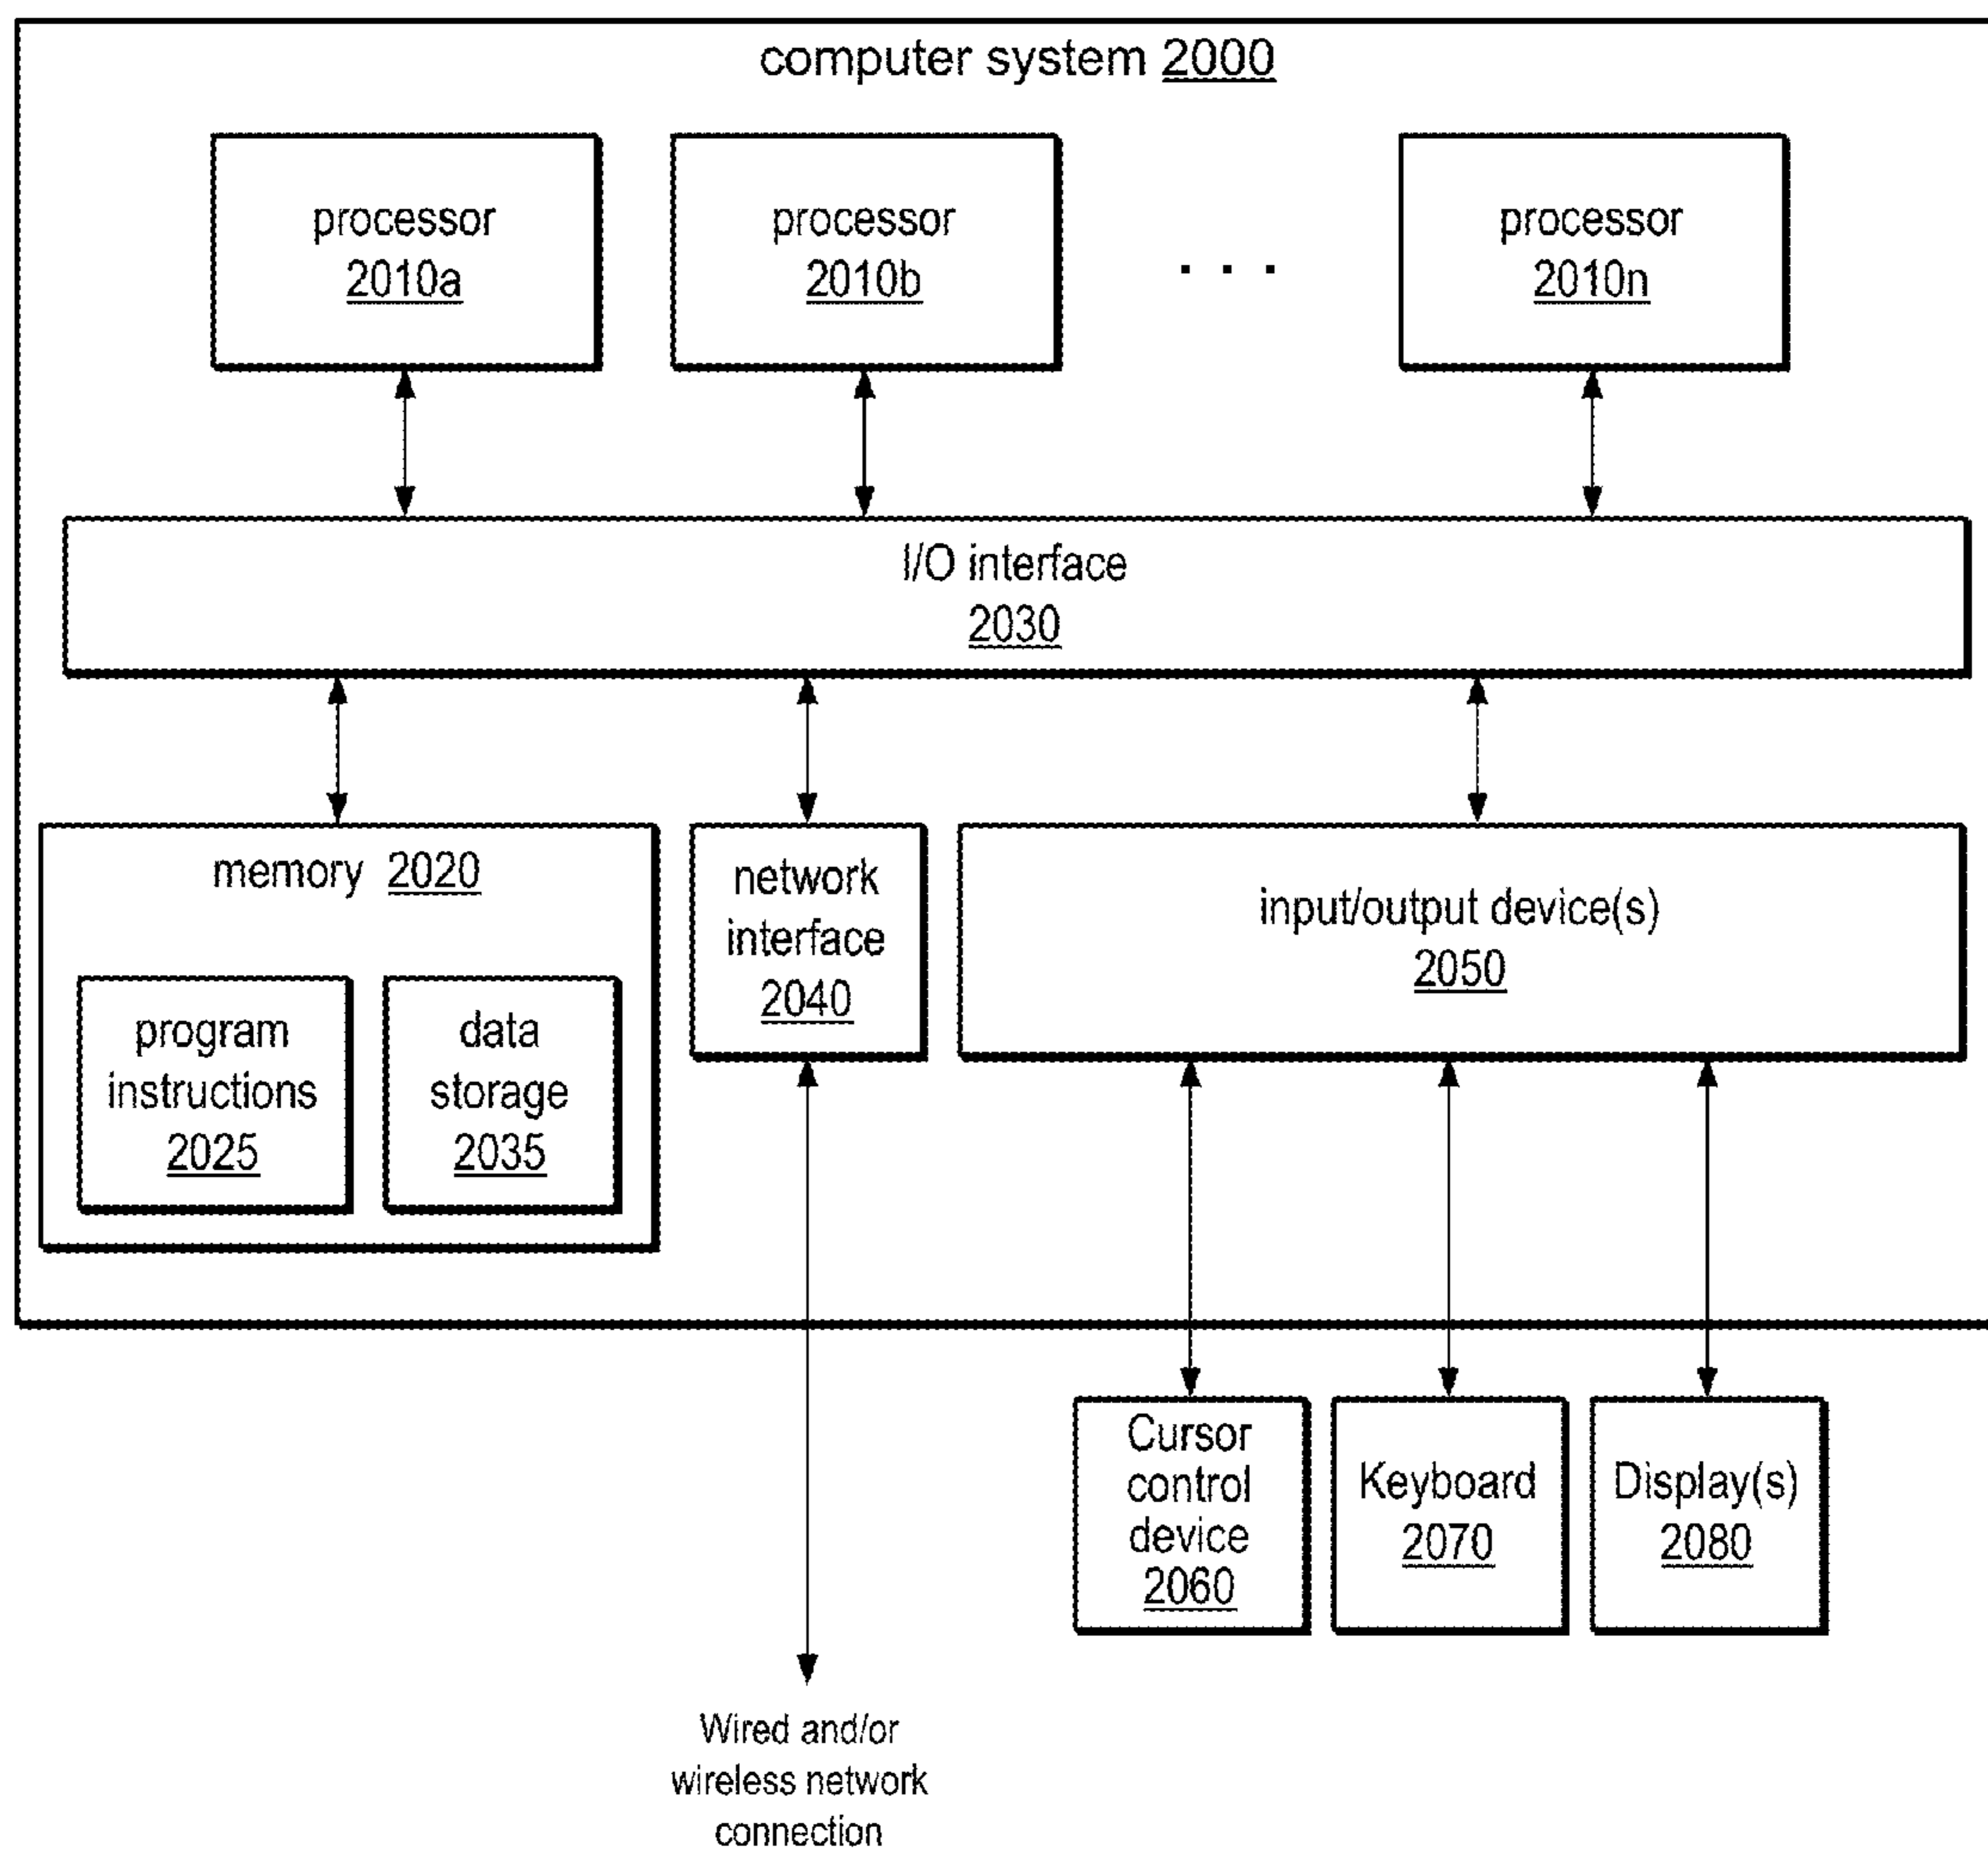 computer system 2000
processor
2010a
processor
2010b
. . .
processor
2010n
I/O interface
2030
memory 2020
program
instructions
2025
data
storage
2035
network
interface
2040
input/output device(s)
2050
Cursor
control
device
2060
Keyboard
2070
Display(s)
2080
Wired and/or
wireless network
connection